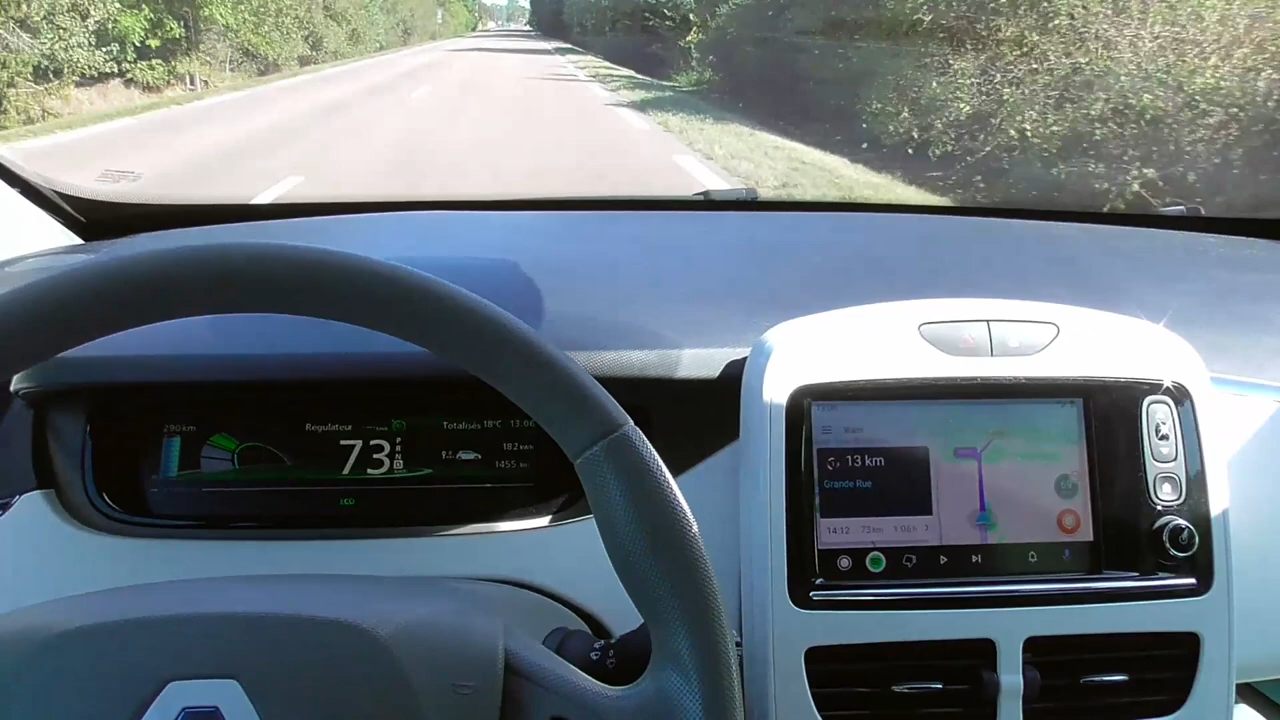 290 km
Regulateur
73
P
R
N
D
Totalisés 18°C 13:06
182 kWh
1455 km
ECO
13 km
Grande Rue
14:12 73 km 1:06 h